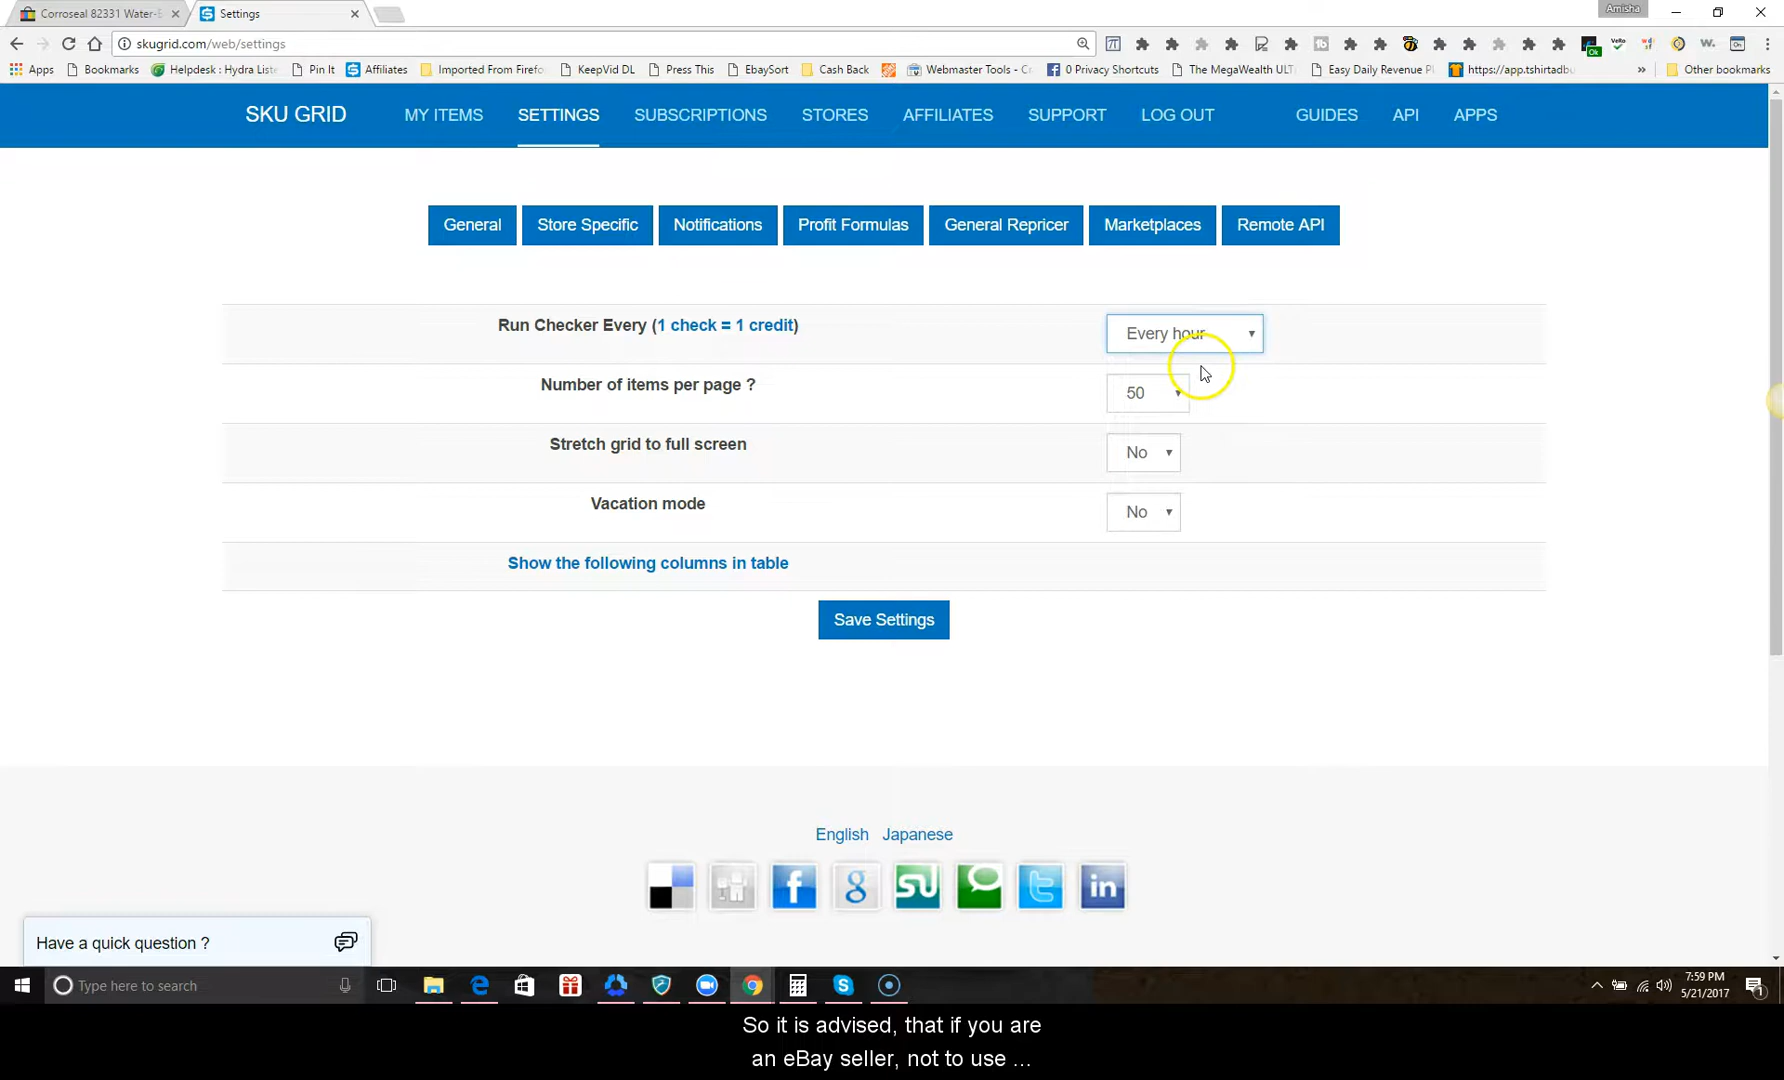 Corroseal 82331 Water-E
Settings
Amisha
skugrid.com/web/settings
Apps
Bookmarks
Helpdesk : Hydra Liste
Pin It
Affiliates
Imported From Firefo
KeepVid DL
Press This
EbaySort
Cash Back
Webmaster Tools - Cr
0 Privacy Shortcuts
The MegaWealth ULT
Easy Daily Revenue Pl
https://app.tshirtadbu
»
Other bookmarks
SKU GRID
MY ITEMS
SETTINGS
SUBSCRIPTIONS
STORES
AFFILIATES
SUPPORT
LOG OUT
GUIDES
API
APPS
General
Store Specific
Notifications
Profit Formulas
General Repricer
Marketplaces
Remote API
Run Checker Every (1 check = 1 credit)
Every hour
Number of items per page ?
50
Stretch grid to full screen
No
Vacation mode
No
Show the following columns in table
Save Settings
English Japanese
Have a quick question ?
Type here to search
7:59 PM
5/21/2017
So it is advised, that if you are
an eBay seller, not to use ...